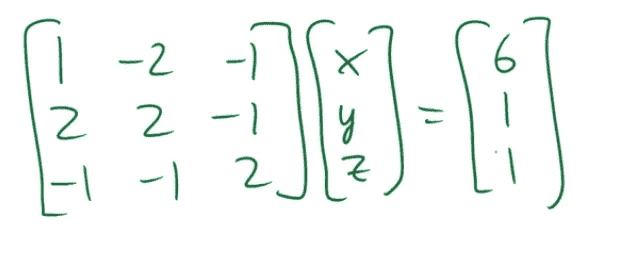 [1 -2 -1] [x] [6]
[2 2 -1] [y] = [1]
[-1 -1 2] [z] [1]